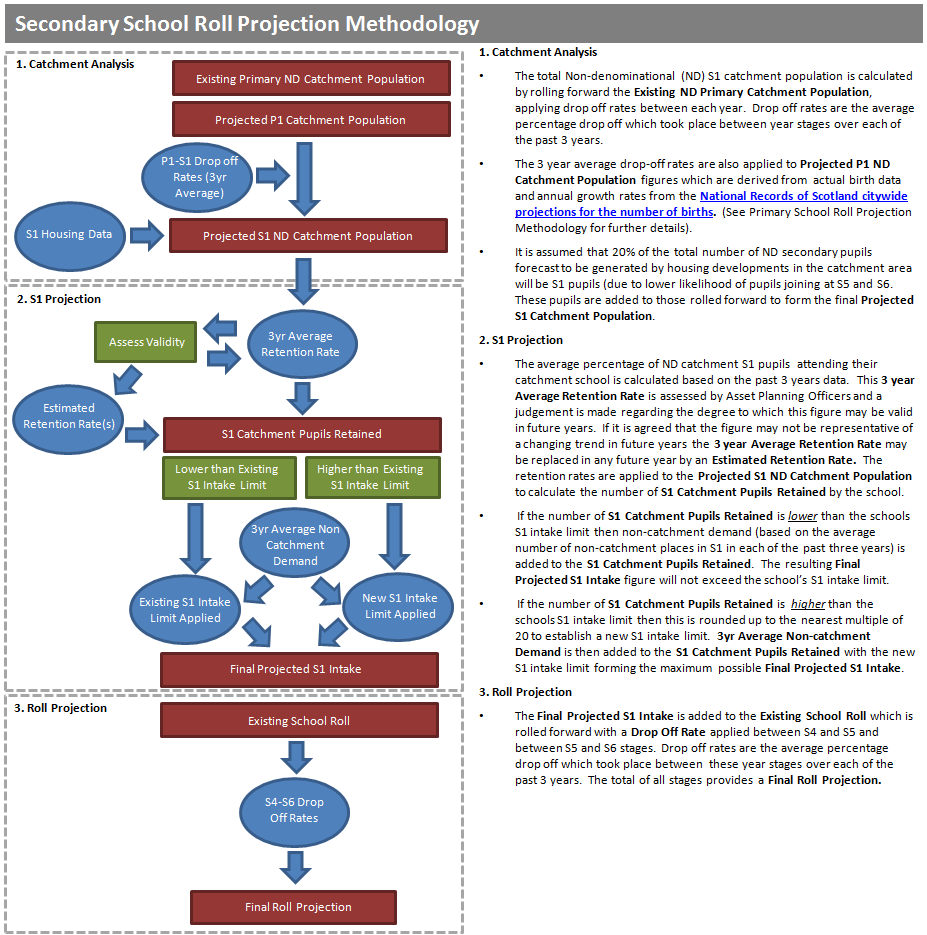 Secondary School Roll Projection Methodology
1. Catchment Analysis
Existing Primary ND Catchment Population
Projected P1 Catchment Population
P1-S1 Drop off
Rates (3yr
Average)
S1 Housing Data
Projected S1 ND Catchment Population
2. S1 Projection
Assess Validity
3yr Average
Retention Rate
Estimated
Retention Rate(s)
S1 Catchment Pupils Retained
Lower than Existing
S1 Intake Limit
Higher than Existing
S1 Intake Limit
3yr Average Non
Catchment
Demand
Existing S1 Intake
Limit Applied
New S1 Intake
Limit Applied
Final Projected S1 Intake
3. Roll Projection
Existing School Roll
S4-S6 Drop
Off Rates
Final Roll Projection
1. Catchment Analysis
• The total Non-denominational (ND) S1 catchment population is calculated
by rolling forward the Existing ND Primary Catchment Population,
applying drop off rates between each year. Drop off rates are the average
percentage drop off which took place between year stages over each of
the past 3 years.
• The 3 year average drop-off rates are also applied to Projected P1 ND
Catchment Population figures which are derived from actual birth data
and annual growth rates from the National Records of Scotland citywide
projections for the number of births. (See Primary School Roll Projection
Methodology for further details).
• It is assumed that 20% of the total number of ND secondary pupils
forecast to be generated by housing developments in the catchment area
will be S1 pupils (due to lower likelihood of pupils joining at S5 and S6.
These pupils are added to those rolled forward to form the final Projected
S1 Catchment Population.
2. S1 Projection
• The average percentage of ND catchment S1 pupils attending their
catchment school is calculated based on the past 3 years data. This 3 year
Average Retention Rate is assessed by Asset Planning Officers and a
judgement is made regarding the degree to which this figure may be valid
in future years. If it is agreed that the figure may not be representative of
a changing trend in future years the 3 year Average Retention Rate may
be replaced in any future year by an Estimated Retention Rate. The
retention rates are applied to the Projected S1 ND Catchment Population
to calculate the number of S1 Catchment Pupils Retained by the school.
• If the number of S1 Catchment Pupils Retained is lower than the schools
S1 intake limit then non-catchment demand (based on the average
number of non-catchment places in S1 in each of the past three years) is
added to the S1 Catchment Pupils Retained. The resulting Final
Projected S1 Intake figure will not exceed the school's S1 intake limit.
• If the number of S1 Catchment Pupils Retained is higher than the
schools S1 intake limit then this is rounded up to the nearest multiple of
20 to establish a new S1 intake limit. 3yr Average Non-catchment
Demand is then added to the S1 Catchment Pupils Retained with the new
S1 intake limit forming the maximum possible Final Projected S1 Intake.
3. Roll Projection
• The Final Projected S1 Intake is added to the Existing School Roll which is
rolled forward with a Drop Off Rate applied between S4 and S5 and
between S5 and S6 stages. Drop off rates are the average percentage
drop off which took place between these year stages over each of the
past 3 years. The total of all stages provides a Final Roll Projection.